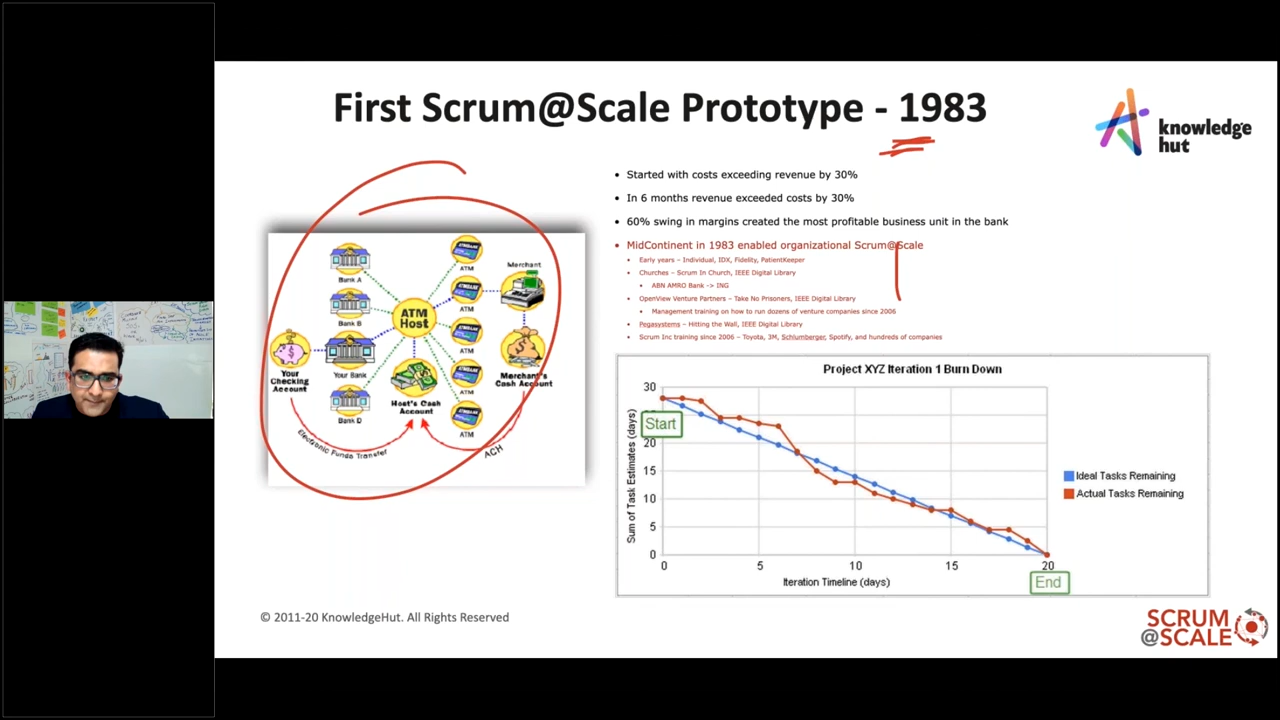 First Scrum@Scale Prototype - 1983
knowledge
hut
• Started with costs exceeding revenue by 30%
• In 6 months revenue exceeded costs by 30%
• 60% swing in margins created the most profitable business unit in the bank
• MidContinent in 1983 enabled organizational Scrum@Scale
• Early years – Individual, IDX, Fidelity, PatientKeeper
• Churches – Scrum In Church, IEEE Digital Library
• ABN AMRO Bank -> ING
• OpenView Venture Partners – Take No Prisoners, IEEE Digital Library
• Management training on how to run dozens of venture companies since 2006
• Pegasystems – Hitting the Wall, IEEE Digital Library
• Scrum Inc training since 2006 – Toyota, 3M, Schlumberger, Spotify, and hundreds of companies
Bank A
Bank B
Your Bank
Bank D
Your
Checking
Account
ATM
Host
Host's Cash
Account
ATM
ATM
ATM
ATM
ATM
Merchant
Merchant's
Cash Account
Electronic Funds Transfer
ACH
Project XYZ Iteration 1 Burn Down
Sum of Task Estimates (days)
30
20
15
10
5
0
Start
0
5
10
15
20
Iteration Timeline (days)
End
Ideal Tasks Remaining
Actual Tasks Remaining
© 2011-20 KnowledgeHut. All Rights Reserved
SCRUM
@SCALE